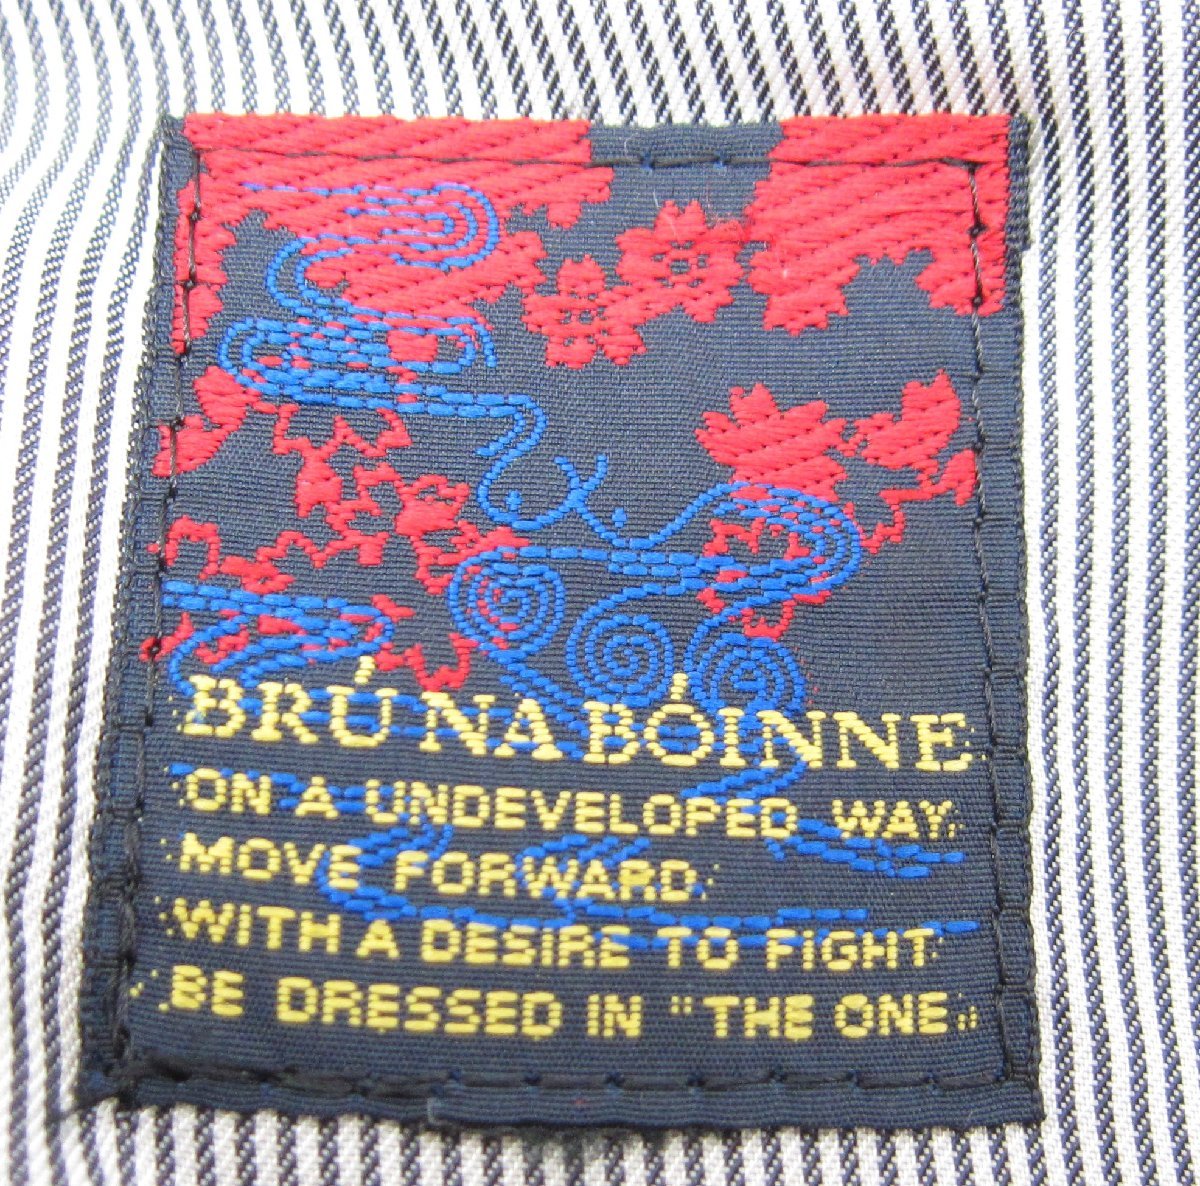 BRÚ NA BÓINNE
ON A UNDEVELOPED WAY,
MOVE FORWARD.
WITH A DESIRE TO FIGHT
BE DRESSED IN "THE ONE„